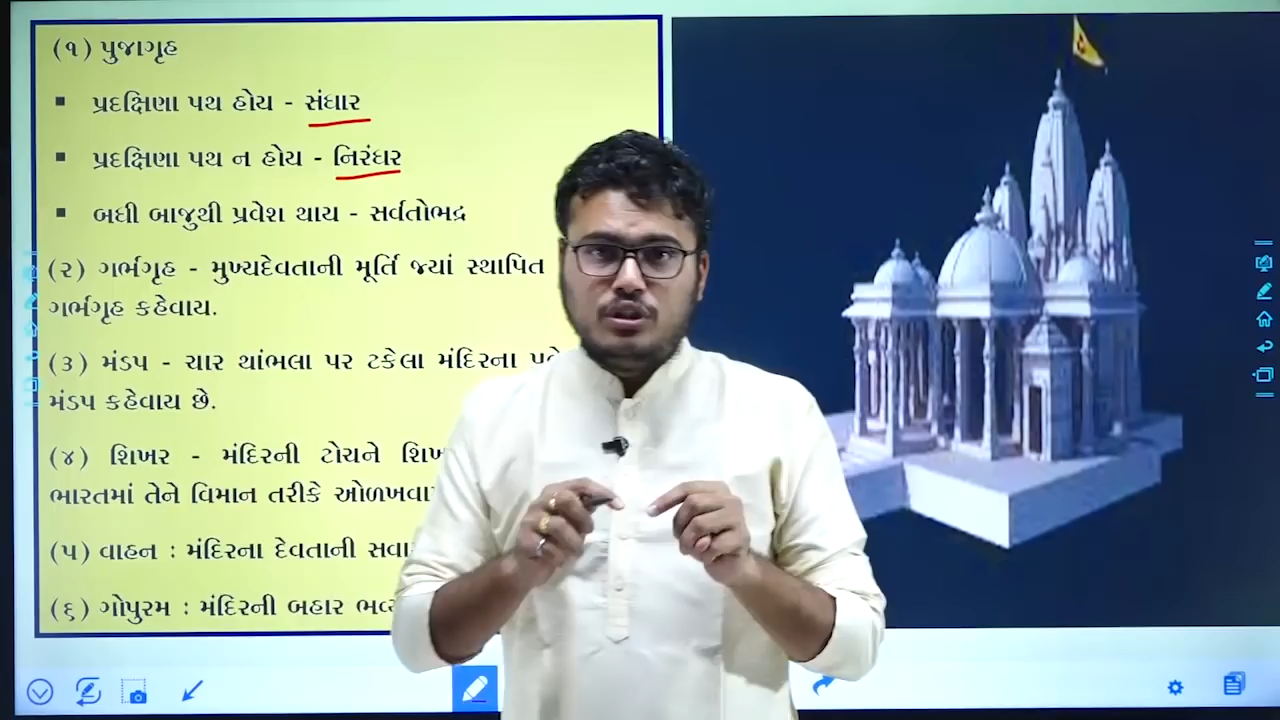 (૧) પુજાગૃહ
▪ પ્રદક્ષિણા પથ હોય - સંધાર
▪ પ્રદક્ષિણા પથ ન હોય - નિરંધર
▪ બધી બાજુથી પ્રવેશ થાય - સર્વતોભદ્ર
(૨) ગર્ભગૃહ - મુખ્યદેવતાની મૂર્તિ જ્યાં સ્થાપિત
ગર્ભગૃહ કહેવાય.
(૩) મંડપ - ચાર થાંભલા પર ટકેલા મંદિરના
મંડપ કહેવાય છે.
(૪) શિખર - મંદિરની ટોચને
ભારતમાં તેને વિમાન તરીકે
(૫) વાહન : મંદિરના દેવતાની
(૬) ગોપુરમ : મંદિરની બહાર